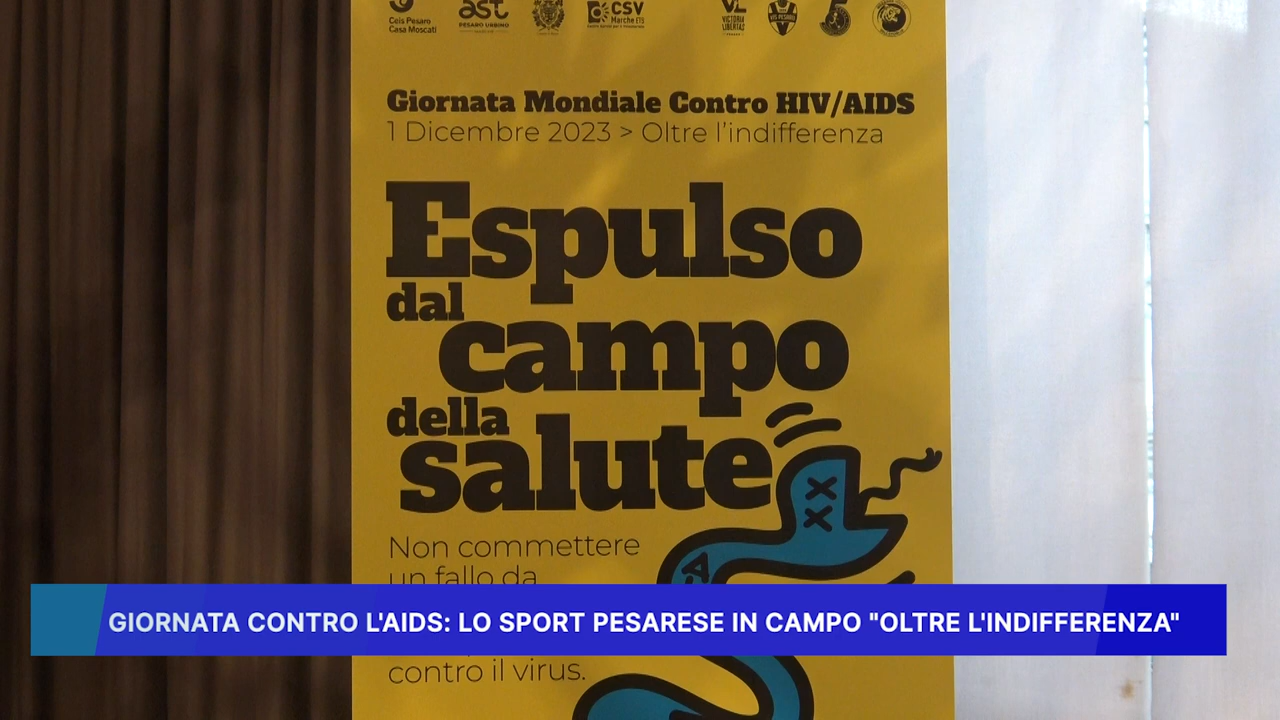 Ceis Pesaro
Casa Moscati
ast
PESARO URBINO
CSV
Marche ETS
VL
VICTORIA
LIBERTAS
VIS PESARO
5
Giornata Mondiale Contro HIV/AIDS
1 Dicembre 2023 > Oltre l'indifferenza
Espulso
dal
campo
della
salute
Non commettere
un fallo da
GIORNATA CONTRO L'AIDS: LO SPORT PESARESE IN CAMPO "OLTRE L'INDIFFERENZA"
contro il virus.